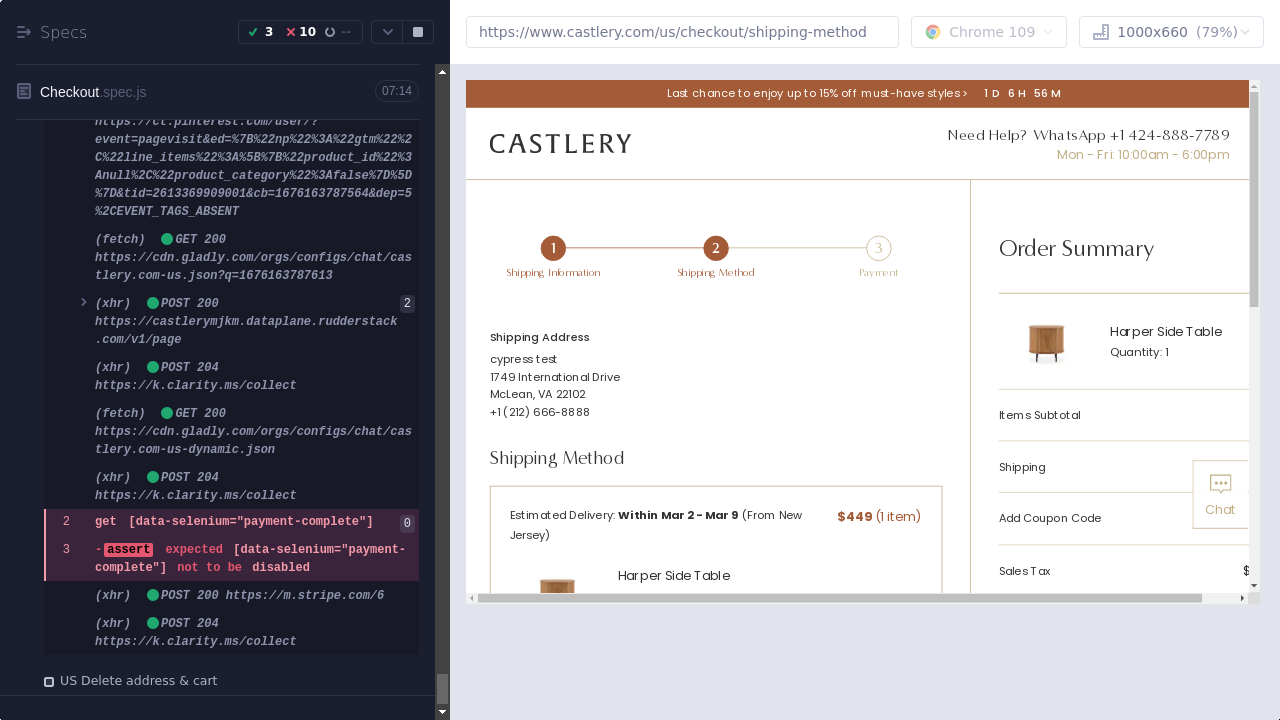 Specs
3
10
--
Checkout.spec.js
07:14
https://ct.pinterest.com/user/?
event=pagevisit&ed=%7B%22np%22%3A%22gtm%22%2
C%22line_items%22%3A%5B%7B%22product_id%22%3
Anull%2C%22product_category%22%3Afalse%7D%5D
%7D&tid=2613369909001&cb=1676163787564&dep=5
%2CEVENT_TAGS_ABSENT
(fetch) GET 200
https://cdn.gladly.com/orgs/configs/chat/cas
tlery.com-us.json?q=1676163787613
(xhr) POST 200 2
https://castlerymjkm.dataplane.rudderstack
.com/v1/page
(xhr) POST 204
https://k.clarity.ms/collect
(fetch) GET 200
https://cdn.gladly.com/orgs/configs/chat/cas
tlery.com-us-dynamic.json
(xhr) POST 204
https://k.clarity.ms/collect
2 get [data-selenium="payment-complete"] 0
3 -assert expected [data-selenium="payment-
complete"] not to be disabled
(xhr) POST 200 https://m.stripe.com/6
(xhr) POST 204
https://k.clarity.ms/collect
US Delete address & cart
https://www.castlery.com/us/checkout/shipping-method
Chrome 109
1000x660 (79%)
Last chance to enjoy up to 15% off must-have styles > 1 D 6 H 56 M
CASTLERY
Need Help? WhatsApp +1 424-888-7789
Mon - Fri: 10:00am - 6:00pm
1
2
3
Shipping Information
Shipping Method
Payment
Shipping Address
cypress test
1749 International Drive
McLean, VA 22102
+1 (212) 666-8888
Shipping Method
Estimated Delivery: Within Mar 2 - Mar 9 (From New
Jersey)
$449 (1 item)
Harper Side Table
Order Summary
Harper Side Table
Quantity: 1
Items Subtotal
Shipping
Add Coupon Code
Sales Tax
$
Chat